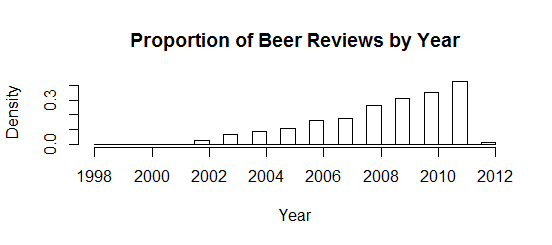 Proportion of Beer Reviews by Year
Density
0.3
0.0
1998 2000 2002 2004 2006 2008 2010 2012
Year